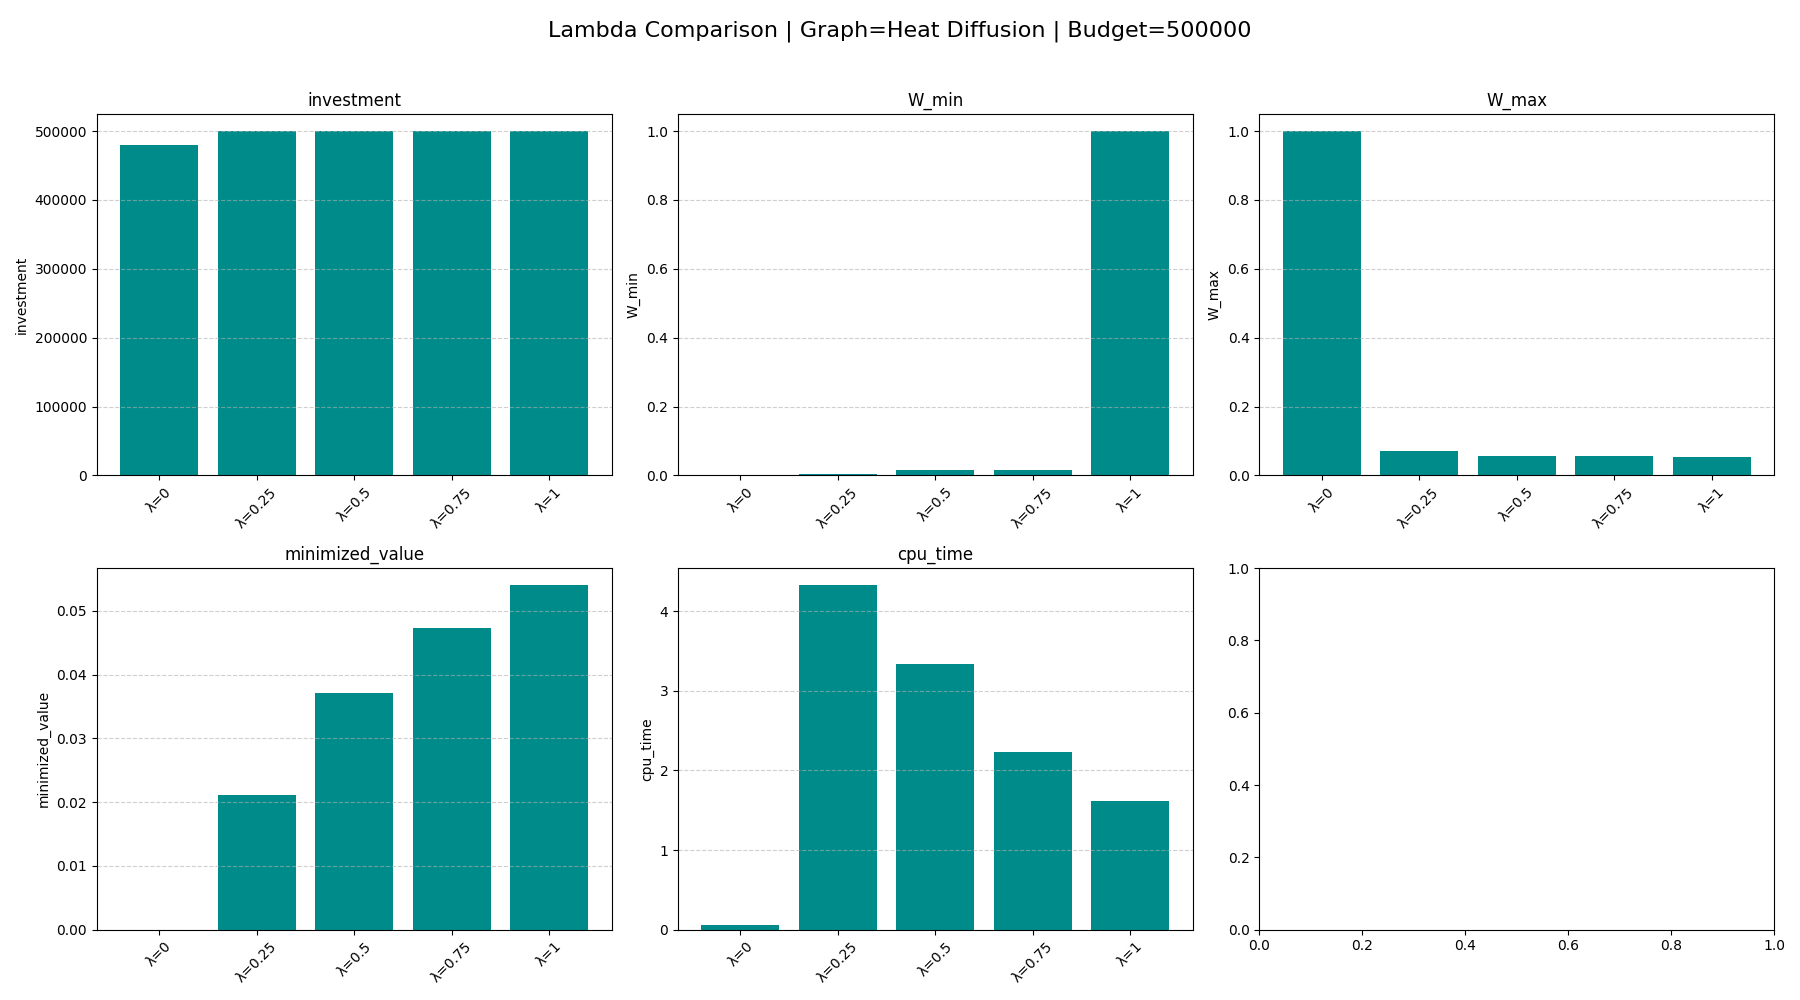 Lambda Comparison | Graph=Heat Diffusion | Budget=500000
investment
500000
400000
300000
200000
100000
0
investment
λ=0
λ=0.25
λ=0.5
λ=0.75
λ=1
W_min
1.0
0.8
0.6
0.4
0.2
0.0
W_min
λ=0
λ=0.25
λ=0.5
λ=0.75
λ=1
W_max
1.0
0.8
0.6
0.4
0.2
0.0
W_max
λ=0
λ=0.25
λ=0.5
λ=0.75
λ=1
minimized_value
0.05
0.04
0.03
0.02
0.01
0.00
minimized_value
λ=0
λ=0.25
λ=0.5
λ=0.75
λ=1
cpu_time
4
3
2
1
0
cpu_time
λ=0
λ=0.25
λ=0.5
λ=0.75
λ=1
1.0
0.8
0.6
0.4
0.2
0.0
0.0 0.2 0.4 0.6 0.8 1.0